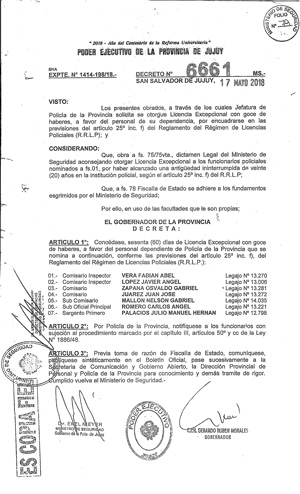 MINISTERIO DE SEGURIDAD
FOLIO
" 2018 - Año del Centenario de la Reforma Universitaria"
PODER EJECUTIVO DE LA PROVINCIA DE JUJUY
EXPTE. Nº 1414-198/18.-
DECRETO Nº 6661 MS.-
SAN SALVADOR DE JUJUY, 17 MAYO 2018
VISTO:
Los presentes obrados, a través de los cuales Jefatura de
Policía de la Provincia solicita se otorgue Licencia Excepcional con goce
de haberes, a favor del personal de su dependencia, por encuadrarse en
las previsiones del artículo 25º inc. f) del Reglamento del Régimen de Licencias
Policiales (R.R.L.P); y
CONSIDERANDO:
Que, obra a fs. 75/75vta., dictamen Legal del Ministerio de
Seguridad aconsejando otorgar Licencia Excepcional a los funcionarios policiales
nominados a fs.01, por haber alcanzado una antigüedad ininterrumpida de veinte
(20) años en la institución policial, según el artículo 25º inc. f) del R.R.L.P.;
Que, a fs. 78 Fiscalía de Estado se adhiere a los fundamentos
esgrimidos por el Ministerio de Seguridad;
Por ello, en uso de las facultades que le son propias;
EL GOBERNADOR DE LA PROVINCIA
D E C R E T A :
ARTICULO 1º: Concédase, sesenta (60) días de Licencia Excepcional con goce
de haberes, a favor del personal dependiente de Policía de la Provincia que se
nomina a continuación, conforme las previsiones del artículo 25º inc. f) del
Reglamento del Régimen de Licencias Policiales (R.R.L.P.):
01.- Comisario Inspector VERA FABIAN ABEL Legajo Nº 13.270
02.- Comisario Inspector LOPEZ JAVIER ANGEL Legajo Nº 13.006
03.- Comisario ZAPANA OSVALDO GABRIEL Legajo Nº 13.281
04.- Comisario JUAREZ JUAN JOSE Legajo Nº 13.272
05.- Sub Comisario MALLON NELSON GABRIEL Legajo Nº 14.035
06.- Sub Oficial Principal ROMERO CARLOS ANGEL Legajo Nº 13.222
07.- Sargento Primero PALACIOS JULIO MANUEL HERNAN Legajo Nº 12.798
ARTICULO 2º: Por Policía de la Provincia, notifíquese a los funcionarios con
sujeción al procedimiento marcado por el capítulo III, artículos 50º y cc de la Ley
Nº 1886/48.
ARTICULO 3º: Previa toma de razón de Fiscalía de Estado, comuníquese,
publíquese sintéticamente en el Boletín Oficial, pase sucesivamente a la
Secretaría de Comunicación y Gobierno Abierto, la Dirección Provincial de
Personal y Policía de la Provincia para conocimiento y demás trámite de rigor.
Cumplido vuelva al Ministerio de Seguridad.-
ES COPIA FIEL
Dr. EKEL MEYER
MINISTRO DE SEGURIDAD
Gobierno de la Pcia de Jujuy
PODER EJECUTIVO
C.P.N. GERARDO RUBEN MORALES
GOBERNADOR